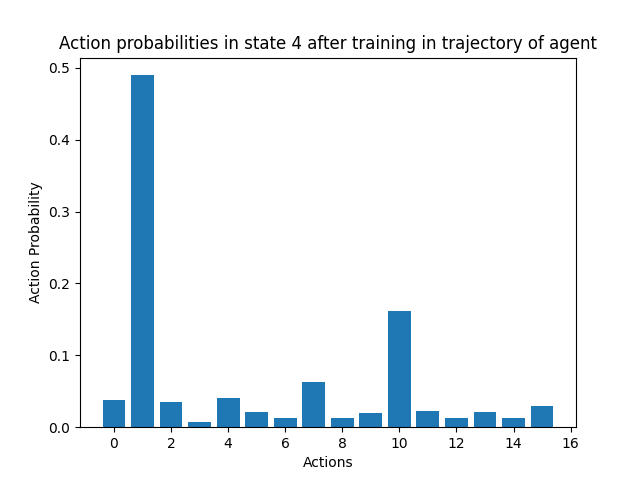 Action probabilities in state 4 after training in trajectory of agent
0.5
0.4
0.3
0.2
0.1
0.0
Action Probability
0 2 4 6 8 10 12 14 16
Actions